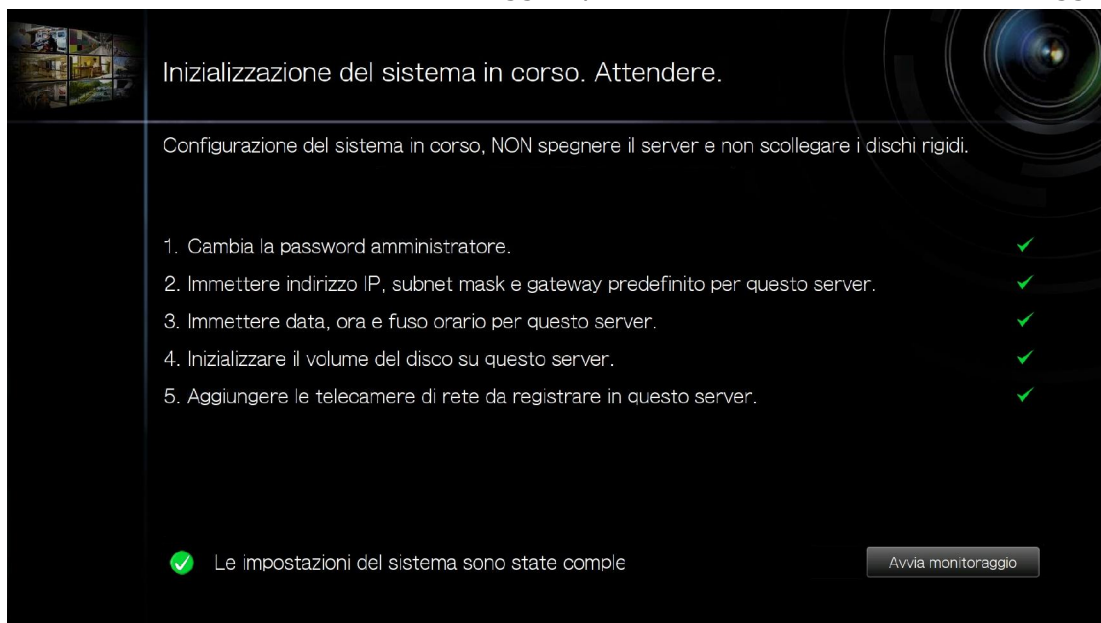 Inizializzazione del sistema in corso. Attendere.
Configurazione del sistema in corso, NON spegnere il server e non scollegare i dischi rigidi.
1. Cambia la password amministratore.
2. Immettere indirizzo IP, subnet mask e gateway predefinito per questo server.
3. Immettere data, ora e fuso orario per questo server.
4. Inizializzare il volume del disco su questo server.
5. Aggiungere le telecamere di rete da registrare in questo server.
Le impostazioni del sistema sono state comple
Avvia monitoraggio